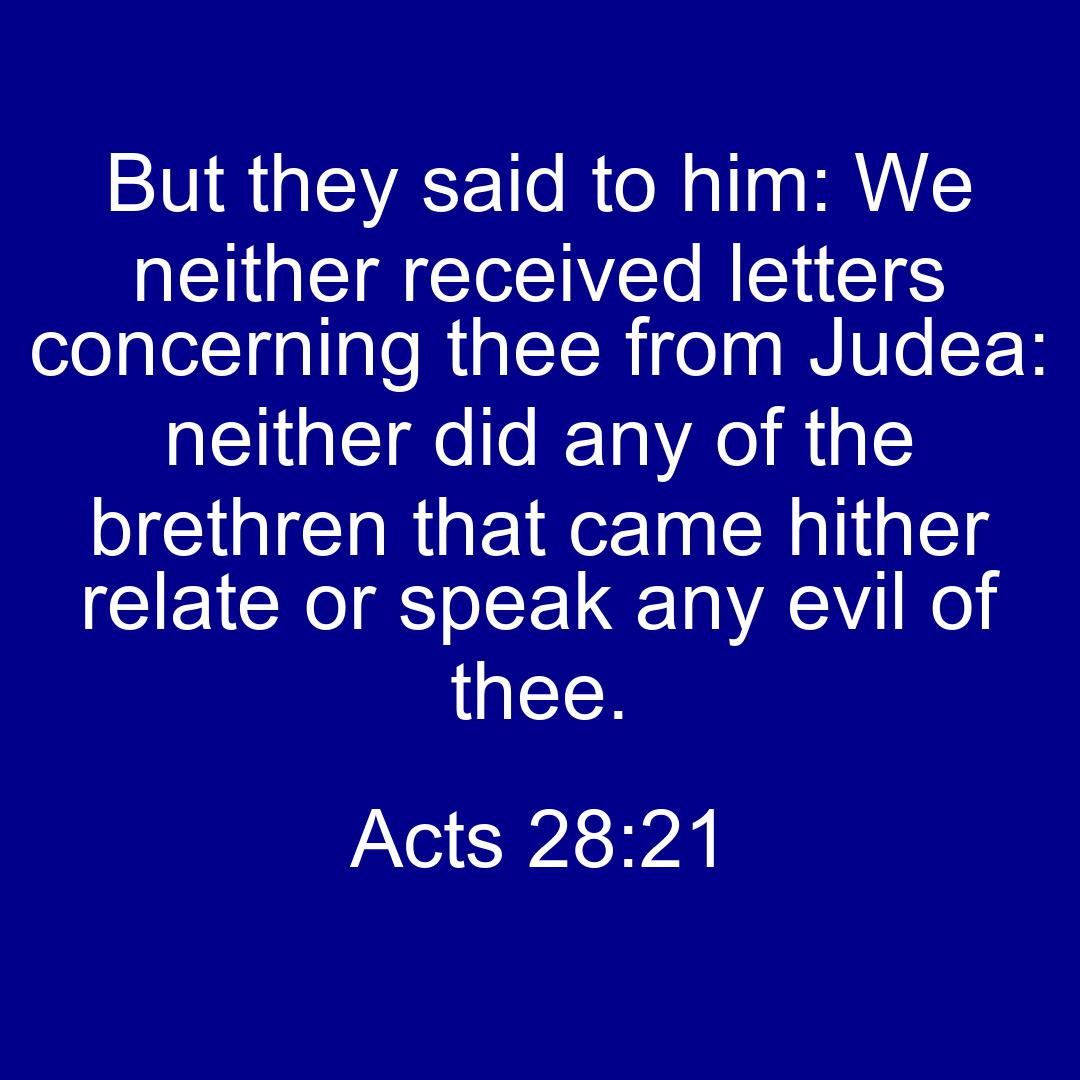 But they said to him: We
neither received letters
concerning thee from Judea:
neither did any of the
brethren that came hither
relate or speak any evil of
thee.
Acts 28:21